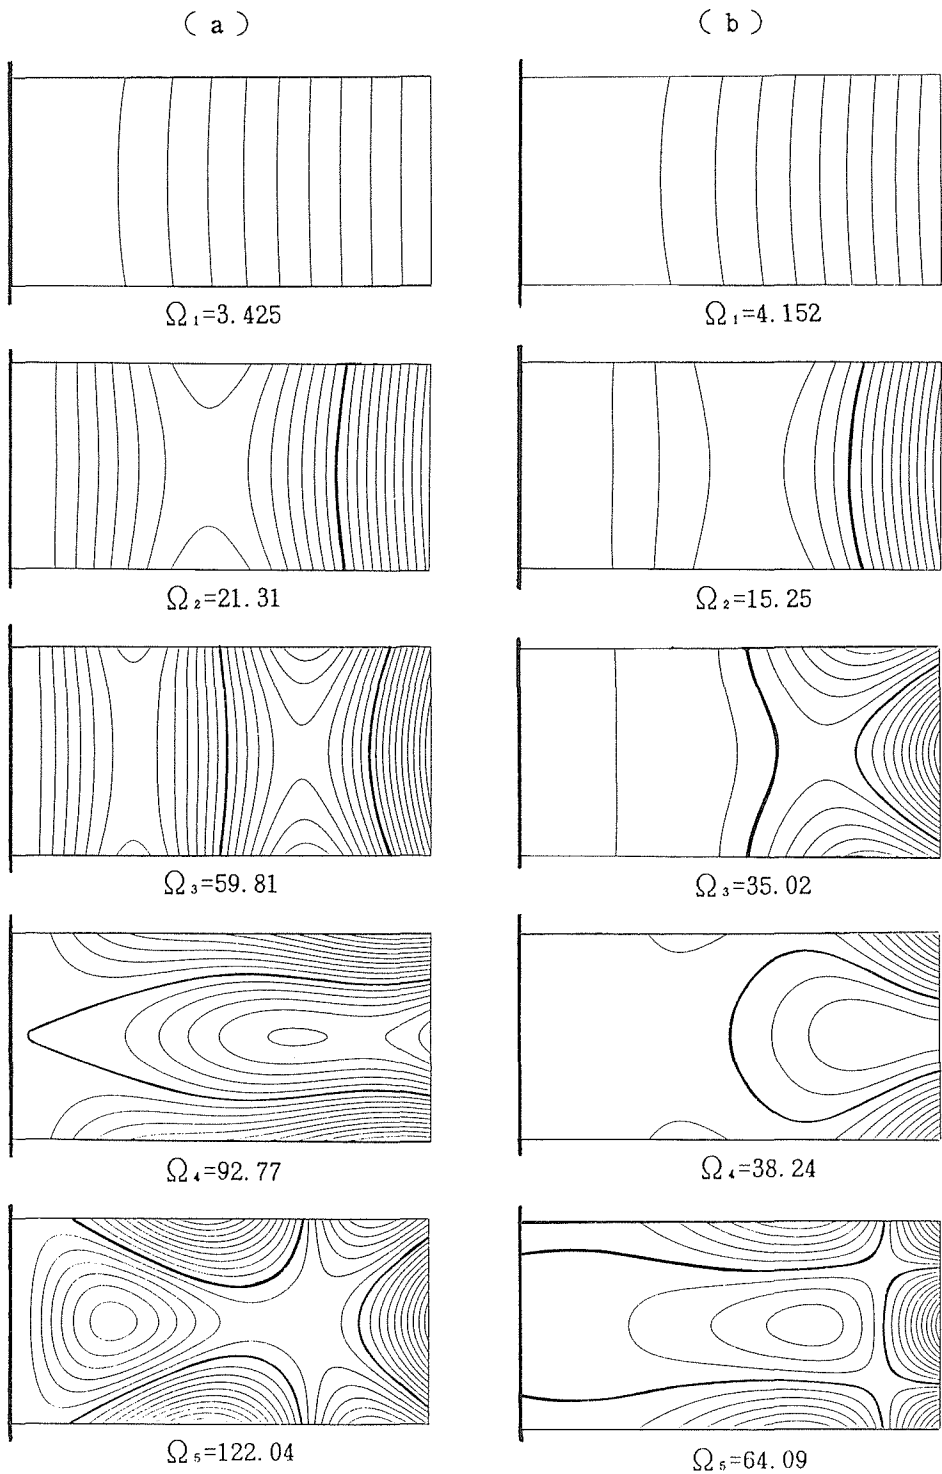 ( a )
( b )
Ω₁=3.425
Ω₁=4.152
Ω₂=21.31
Ω₂=15.25
Ω₃=59.81
Ω₃=35.02
Ω₄=92.77
Ω₄=38.24
Ω₅=122.04
Ω₅=64.09